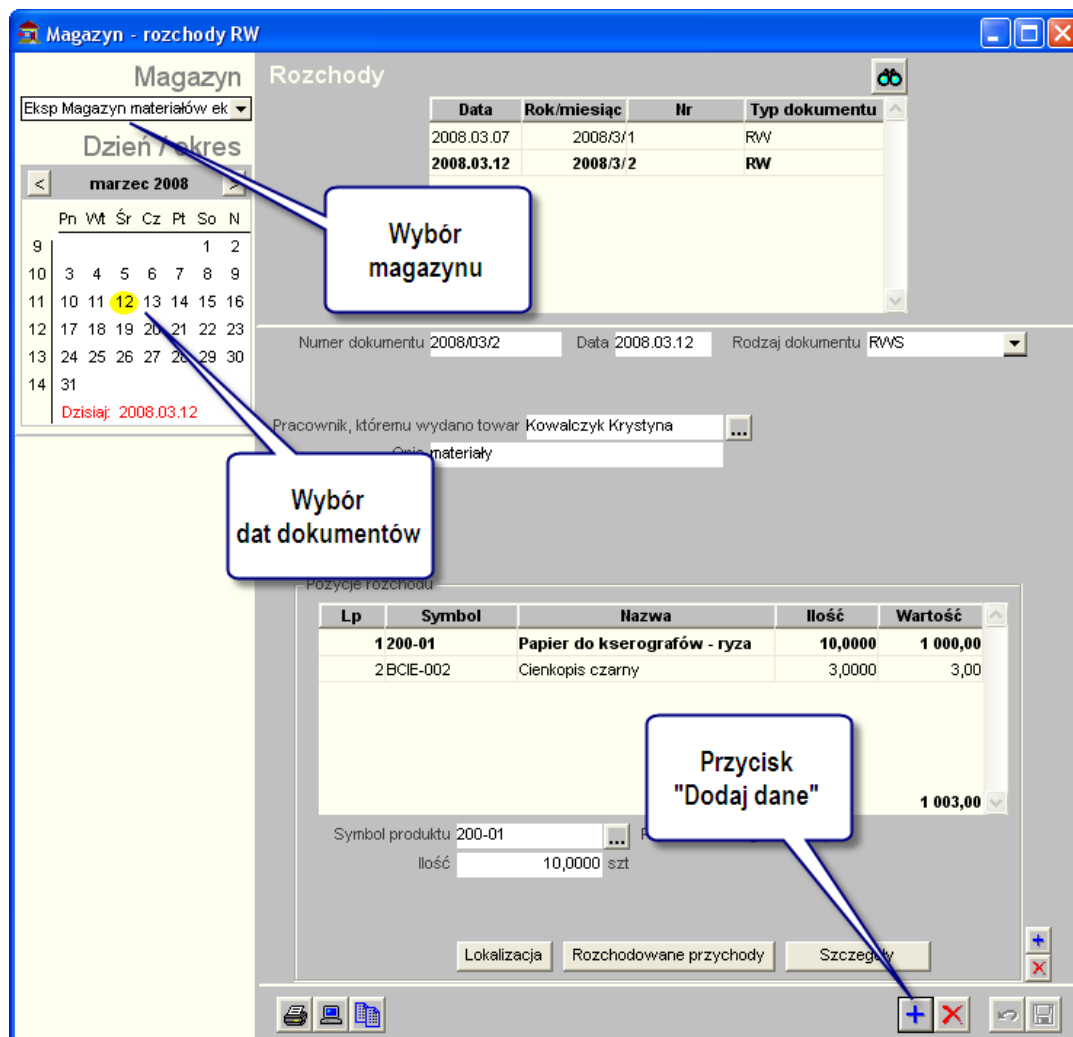 Magazyn - rozchody RW
Magazyn
Eksp Magazyn materiałów ek
Dzień / okres
< marzec 2008 >
Pn Wt Śr Cz Pt So N
9 1 2
10 3 4 5 6 7 8 9
11 10 11 12 13 14 15 16
12 17 18 19 20 21 22 23
13 24 25 26 27 28 29 30
14 31
Dzisiaj: 2008.03.12
Rozchody
Data Rok/miesiąc Nr Typ dokumentu
2008.03.07 2008/3/1 RW
2008.03.12 2008/3/2 RW
Wybór
magazynu
Numer dokumentu 2008/03/2 Data 2008.03.12 Rodzaj dokumentu RWS
Pracownik, któremu wydano towar Kowalczyk Krystyna ...
Opis materiały
Wybór
dat dokumentów
Pozycje rozchodu
Lp Symbol Nazwa Ilość Wartość
1 200-01 Papier do kserografów - ryza 10,0000 1 000,00
2 BCIE-002 Cienkopis czarny 3,0000 3,00
Przycisk
"Dodaj dane"
1 003,00
Symbol produktu 200-01 ...
Ilość 10,0000 szt
Lokalizacja Rozchodowane przychody Szczegóły